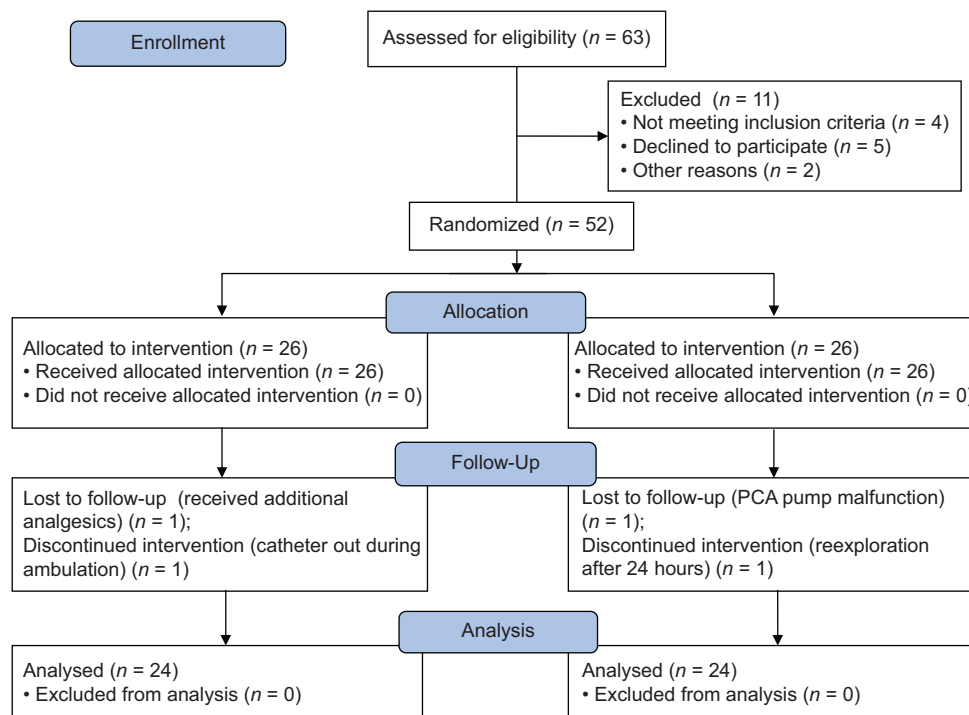 Enrollment
Assessed for eligibility (n = 63)
Excluded (n = 11)
• Not meeting inclusion criteria (n = 4)
• Declined to participate (n = 5)
• Other reasons (n = 2)
Randomized (n = 52)
Allocation
Allocated to intervention (n = 26)
• Received allocated intervention (n = 26)
• Did not receive allocated intervention (n = 0)
Allocated to intervention (n = 26)
• Received allocated intervention (n = 26)
• Did not receive allocated intervention (n = 0)
Follow-Up
Lost to follow-up (received additional
analgesics) (n = 1);
Discontinued intervention (catheter out during
ambulation) (n = 1)
Lost to follow-up (PCA pump malfunction)
(n = 1);
Discontinued intervention (reexploration
after 24 hours) (n = 1)
Analysis
Analysed (n = 24)
• Excluded from analysis (n = 0)
Analysed (n = 24)
• Excluded from analysis (n = 0)